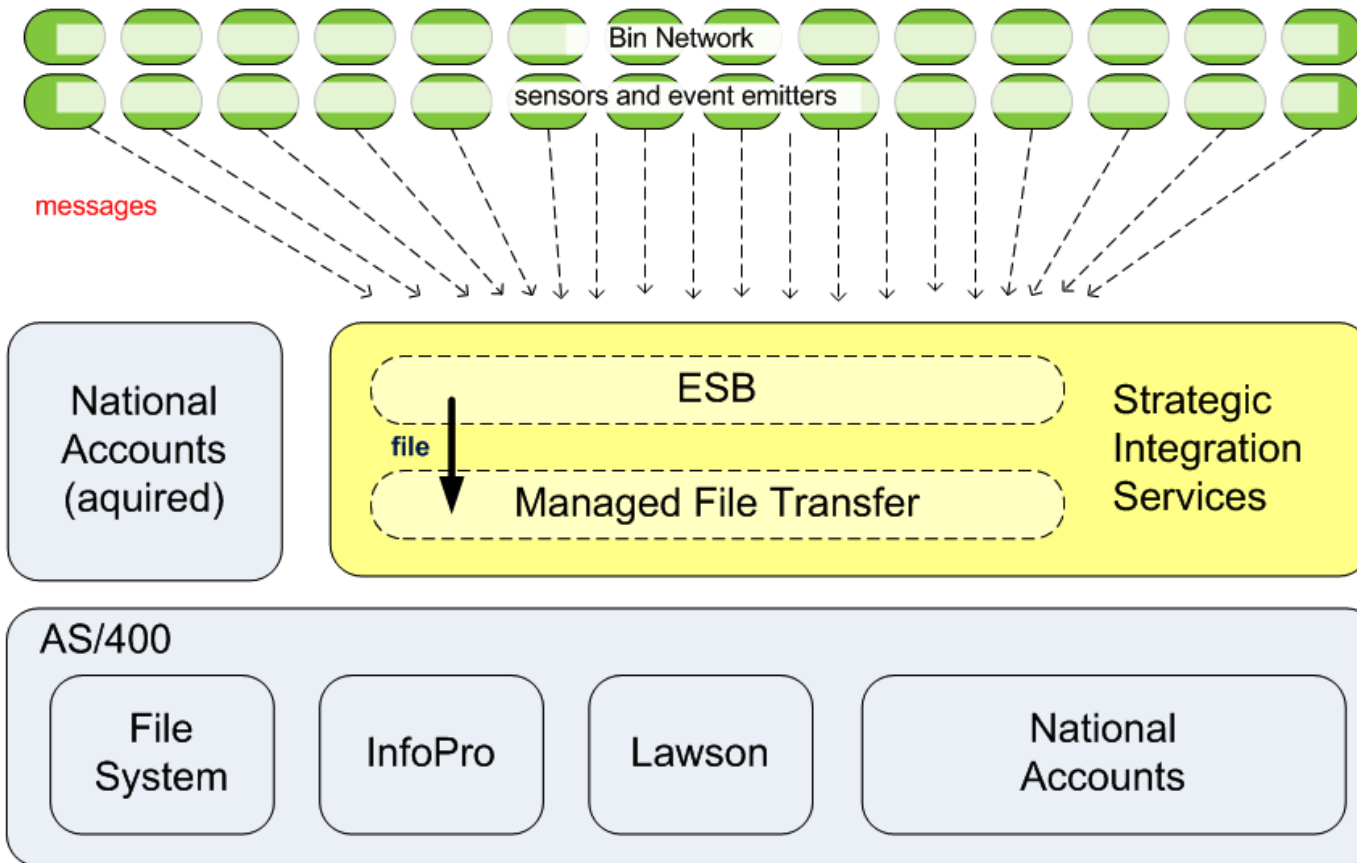 Bin Network
sensors and event emitters
messages
National
Accounts
(aquired)
ESB
file
Managed File Transfer
Strategic
Integration
Services
AS/400
File
System
InfoPro
Lawson
National
Accounts